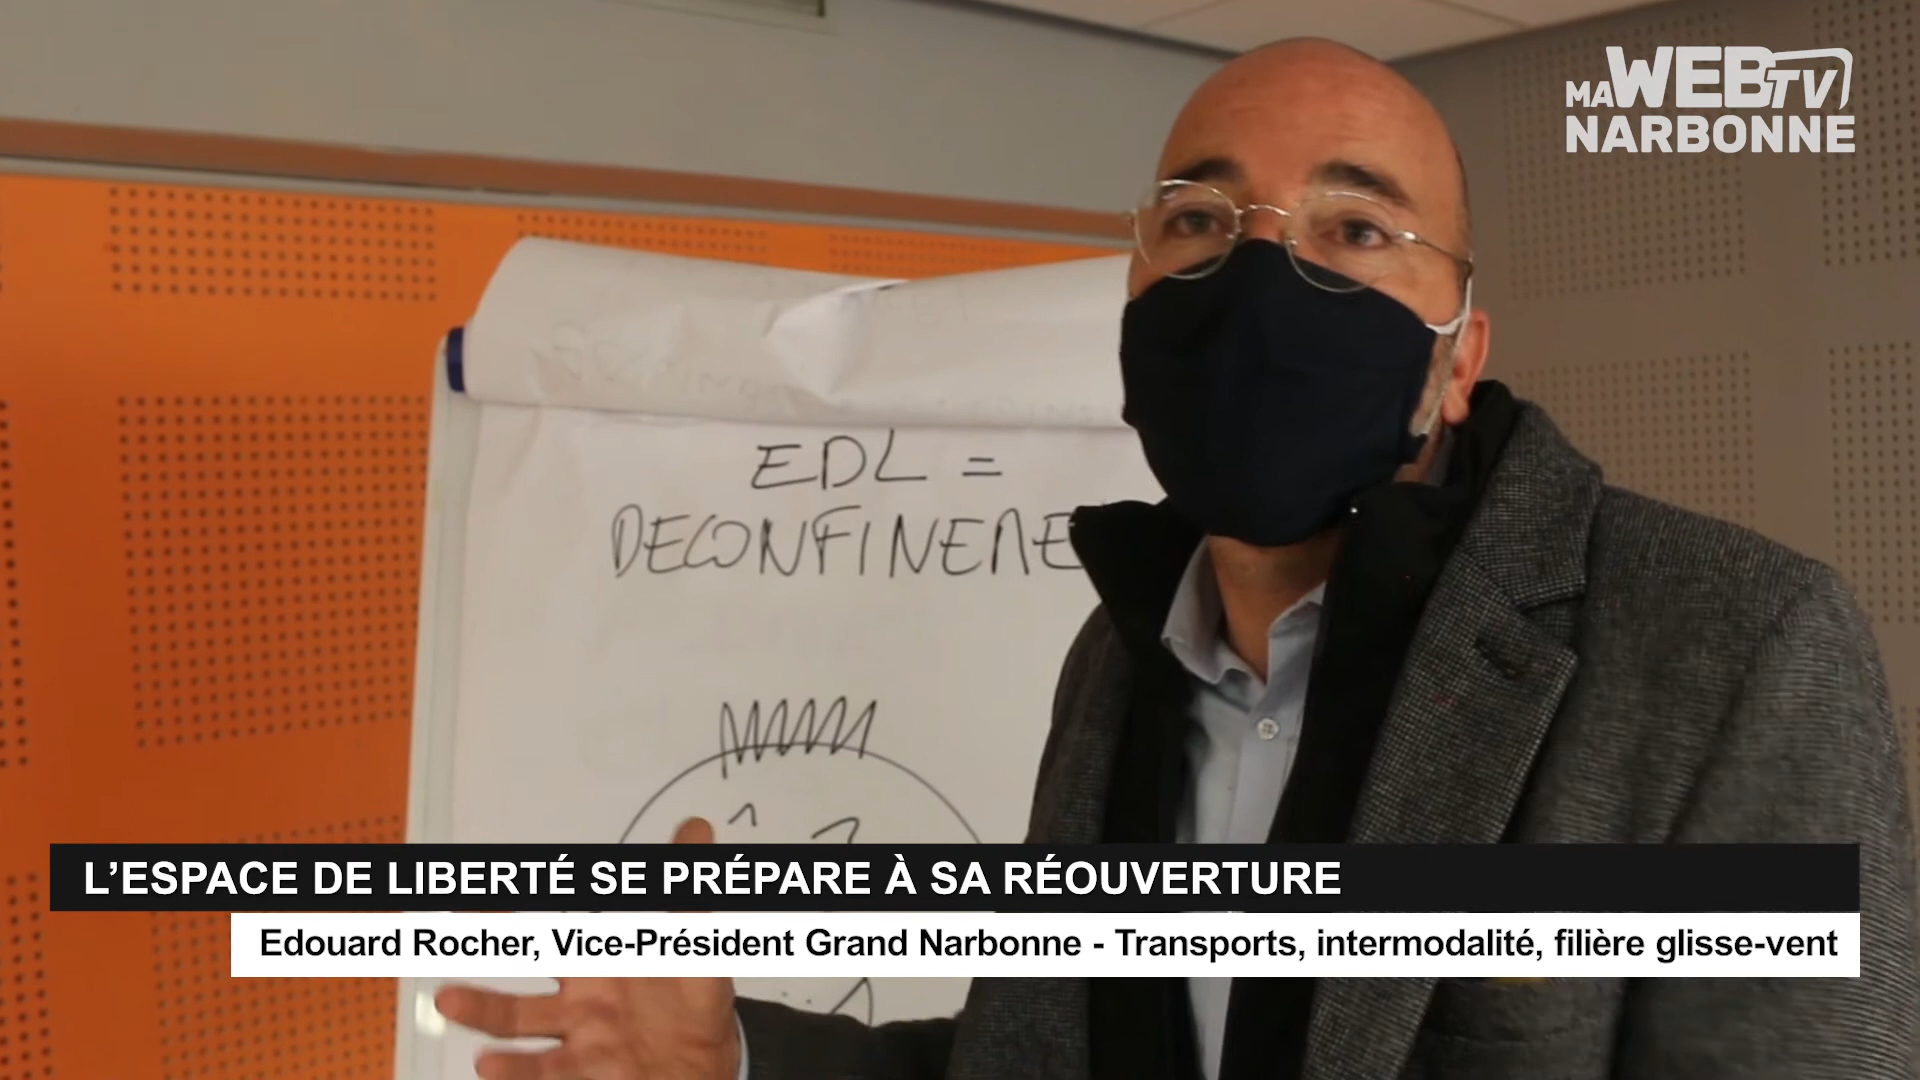 MA WEB TV
NARBONNE
EDL =
DECONFINEME
L'ESPACE DE LIBERTÉ SE PRÉPARE À SA RÉOUVERTURE
Edouard Rocher, Vice-Président Grand Narbonne - Transports, intermodalité, filière glisse-vent